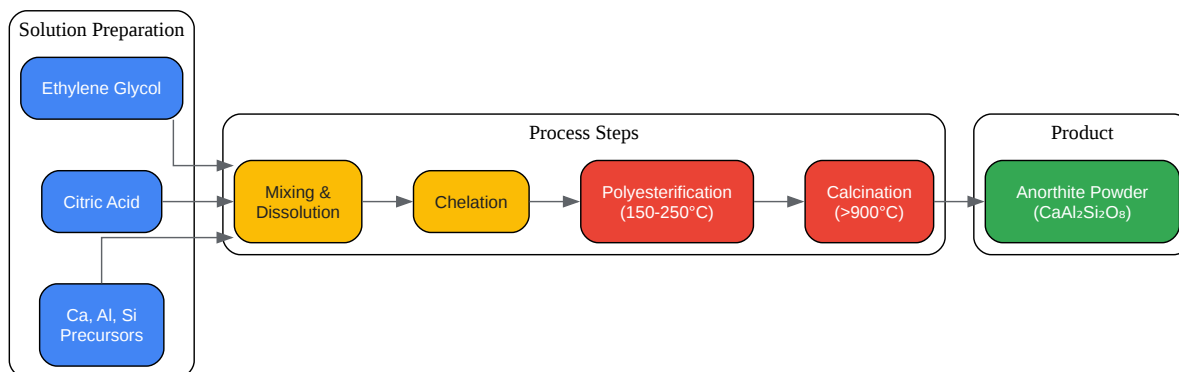 Solution Preparation
Ethylene Glycol
Citric Acid
Ca, Al, Si
Precursors
Process Steps
Mixing &
Dissolution
Chelation
Polyesterification
(150-250°C)
Calcination
(>900°C)
Product
Anorthite Powder
(CaAl₂Si₂O₈)